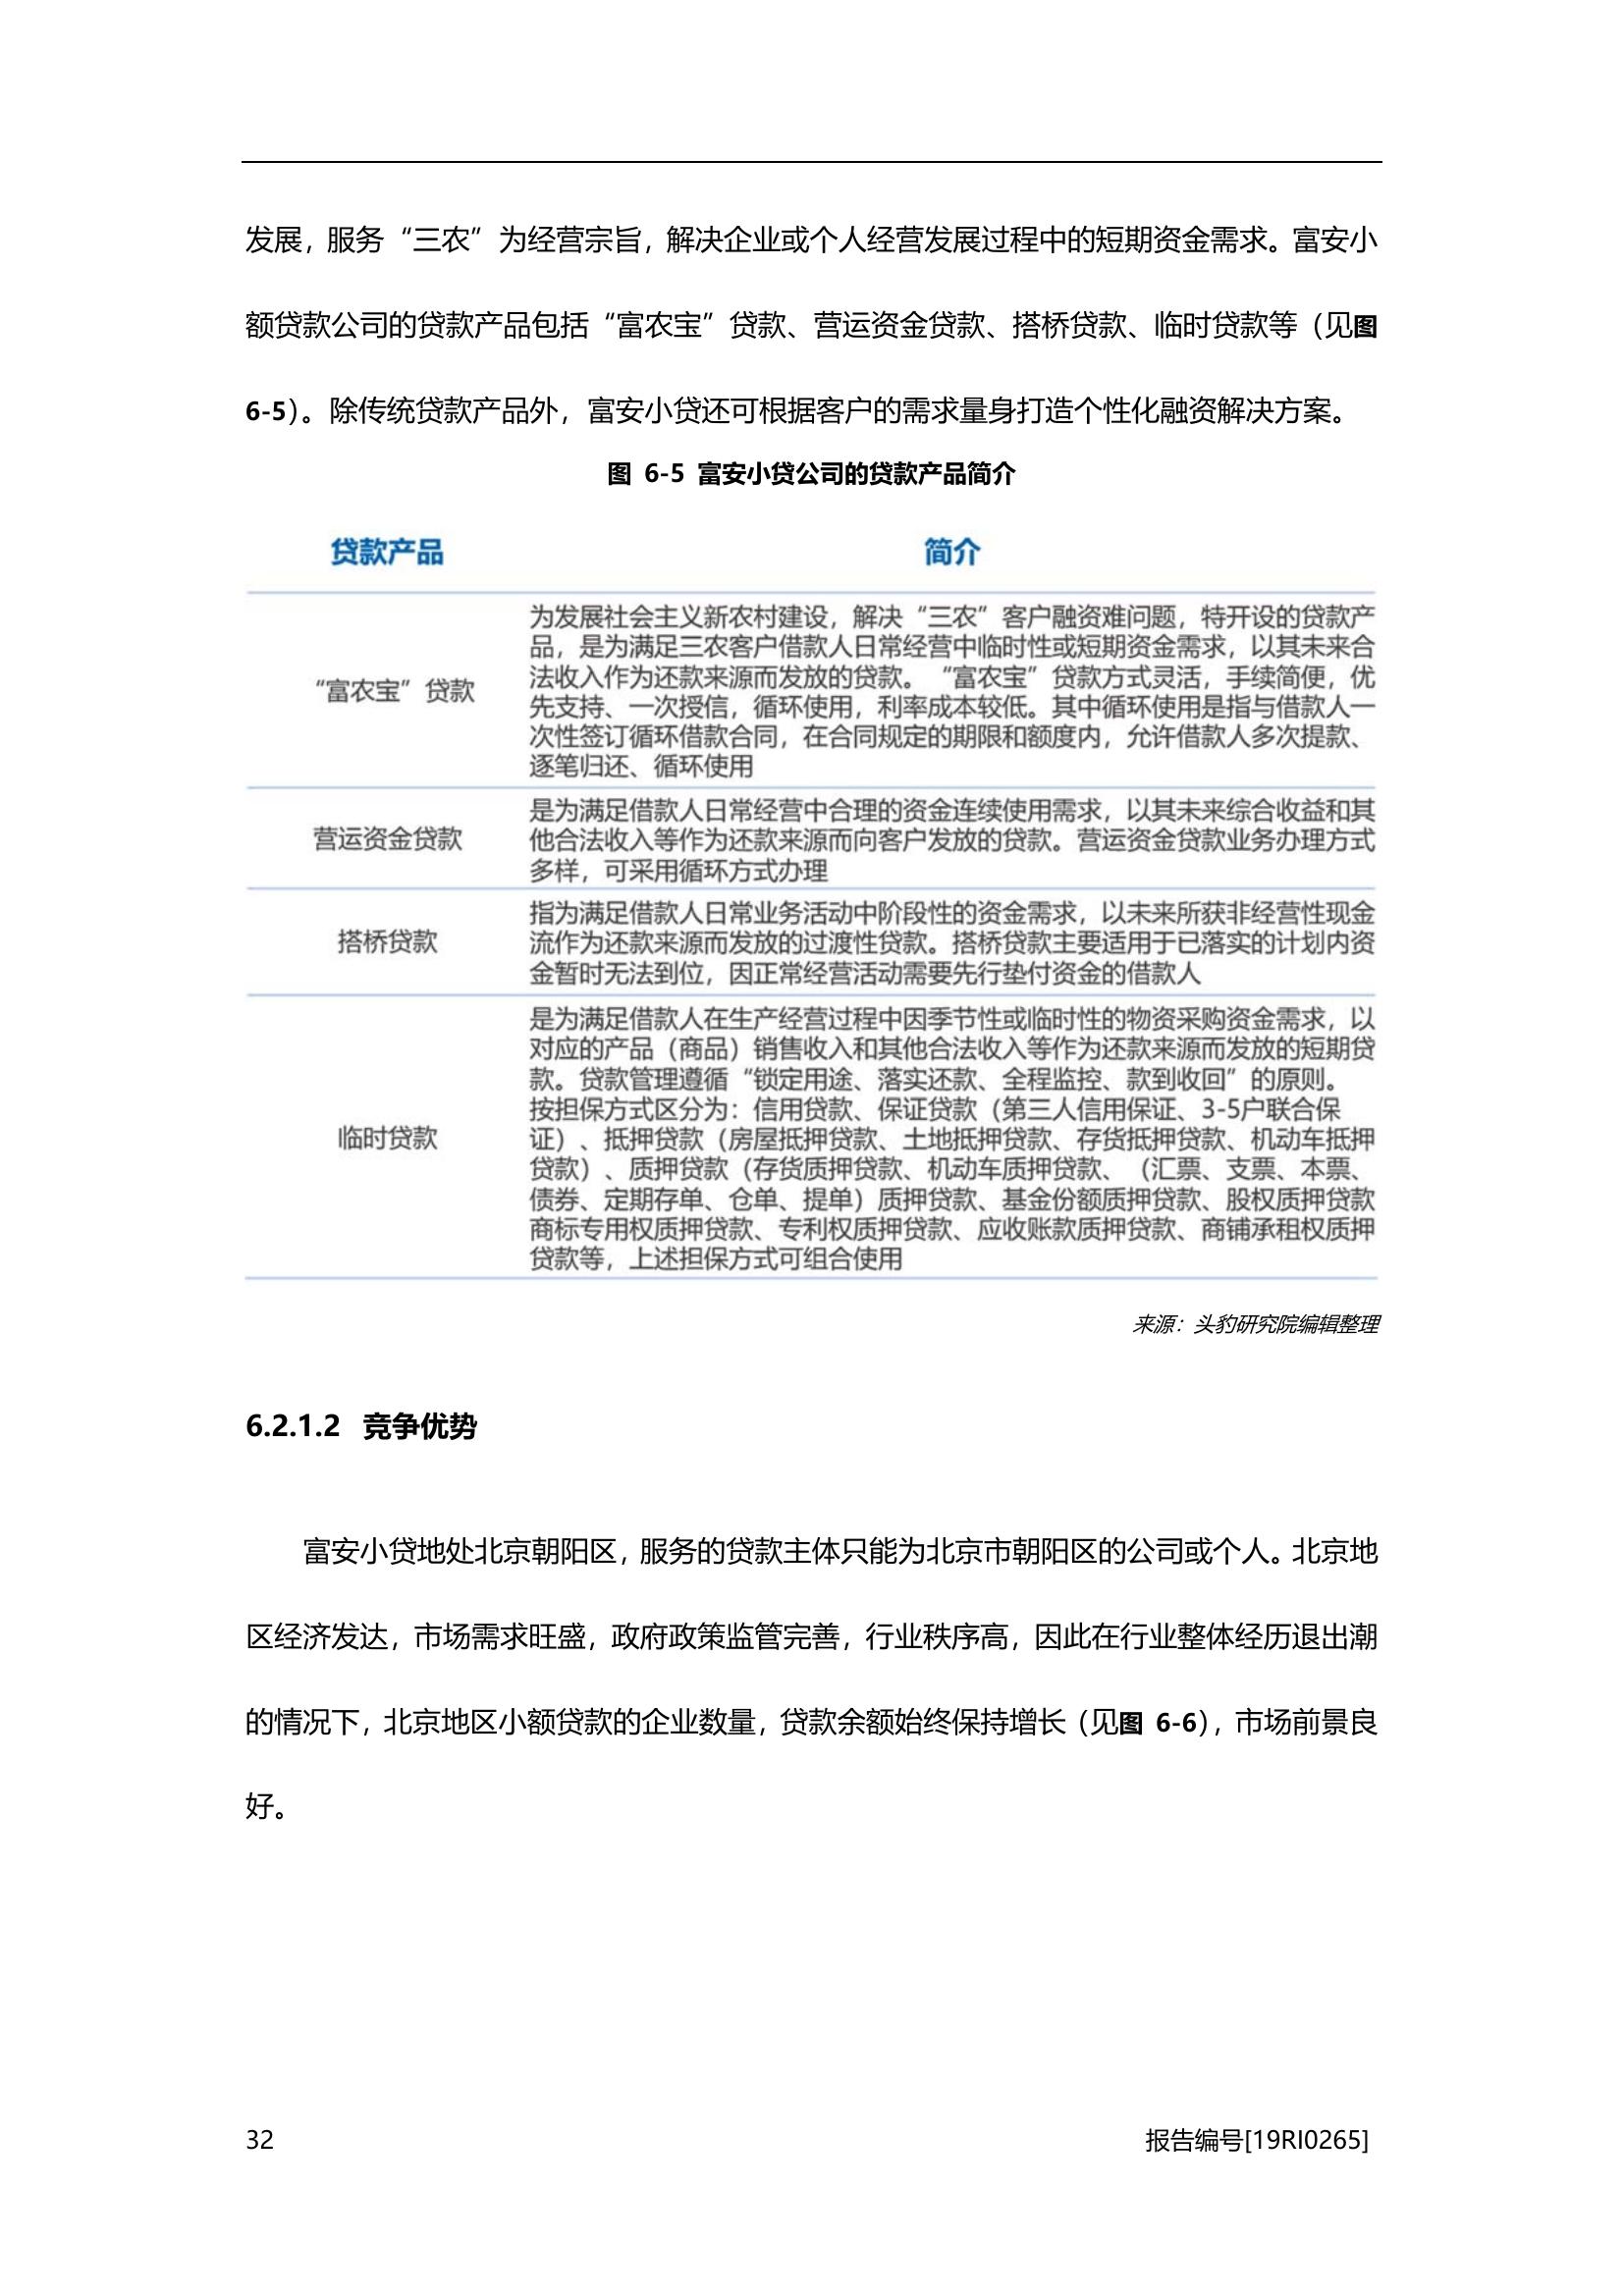 发展，服务“三农”为经营宗旨，解决企业或个人经营发展过程中的短期资金需求。富安小
额贷款公司的贷款产品包括“富农宝”贷款、营运资金贷款、搭桥贷款、临时贷款等（见图
6-5）。除传统贷款产品外，富安小贷还可根据客户的需求量身打造个性化融资解决方案。
图 6-5 富安小贷公司的贷款产品简介
贷款产品 简介
“富农宝”贷款
为发展社会主义新农村建设，解决“三农”客户融资难问题，特开设的贷款产
品，是为满足三农客户借款人日常经营中临时性或短期资金需求，以其未来合
法收入作为还款来源而发放的贷款。“富农宝”贷款方式灵活，手续简便，优
先支持、一次授信，循环使用，利率成本较低。其中循环使用是指与借款人一
次性签订循环借款合同，在合同规定的期限和额度内，允许借款人多次提款、
逐笔归还、循环使用
营运资金贷款
是为满足借款人日常经营中合理的资金连续使用需求，以其未来综合收益和其
他合法收入等作为还款来源而向客户发放的贷款。营运资金贷款业务办理方式
多样，可采用循环方式办理
搭桥贷款
指为满足借款人日常业务活动中阶段性的资金需求，以未来所获非经营性现金
流作为还款来源而发放的过渡性贷款。搭桥贷款主要适用于已落实的计划内资
金暂时无法到位，因正常经营活动需要先行垫付资金的借款人
临时贷款
是为满足借款人在生产经营过程中因季节性或临时性的物资采购资金需求，以
对应的产品（商品）销售收入和其他合法收入等作为还款来源而发放的短期贷
款。贷款管理遵循“锁定用途、落实还款、全程监控、款到收回”的原则。
按担保方式区分为：信用贷款、保证贷款（第三人信用保证、3-5户联合保
证）、抵押贷款（房屋抵押贷款、土地抵押贷款、存货抵押贷款、机动车抵押
贷款）、质押贷款（存货质押贷款、机动车质押贷款、（汇票、支票、本票、
债券、定期存单、仓单、提单）质押贷款、基金份额质押贷款、股权质押贷款
商标专用权质押贷款、专利权质押贷款、应收账款质押贷款、商铺承租权质押
贷款等，上述担保方式可组合使用
来源：头豹研究院编辑整理
6.2.1.2 竞争优势
富安小贷地处北京朝阳区，服务的贷款主体只能为北京市朝阳区的公司或个人。北京地
区经济发达，市场需求旺盛，政府政策监管完善，行业秩序高，因此在行业整体经历退出潮
的情况下，北京地区小额贷款的企业数量，贷款余额始终保持增长（见图 6-6），市场前景良
好。
32 报告编号[19RI0265]